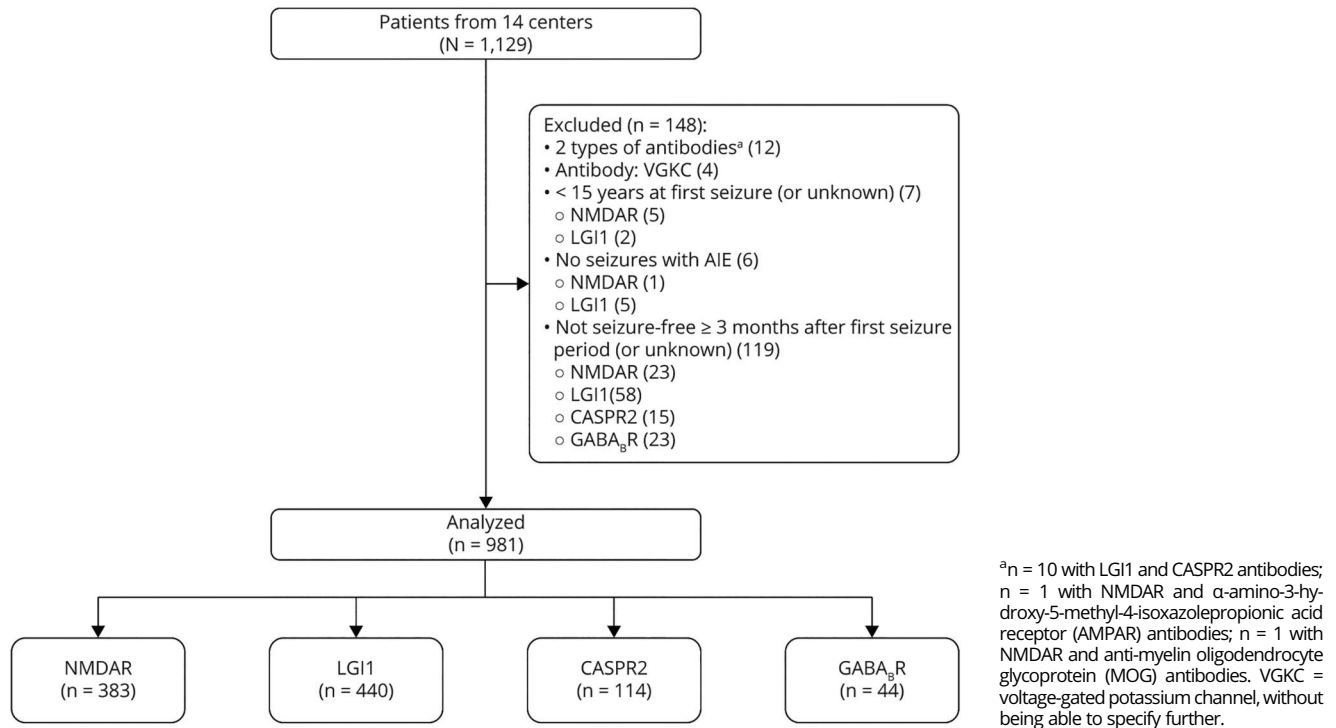 Patients from 14 centers
(N = 1,129)
Excluded (n = 148):
• 2 types of antibodiesᵃ (12)
• Antibody: VGKC (4)
• < 15 years at first seizure (or unknown) (7)
○ NMDAR (5)
○ LGI1 (2)
• No seizures with AIE (6)
○ NMDAR (1)
○ LGI1 (5)
• Not seizure-free ≥ 3 months after first seizure
period (or unknown) (119)
○ NMDAR (23)
○ LGI1(58)
○ CASPR2 (15)
○ GABA_BR (23)
Analyzed
(n = 981)
NMDAR
(n = 383)
LGI1
(n = 440)
CASPR2
(n = 114)
GABA_BR
(n = 44)
ᵃn = 10 with LGI1 and CASPR2 antibodies;
n = 1 with NMDAR and α-amino-3-hy-
droxy-5-methyl-4-isoxazolepropionic acid
receptor (AMPAR) antibodies; n = 1 with
NMDAR and anti-myelin oligodendrocyte
glycoprotein (MOG) antibodies. VGKC =
voltage-gated potassium channel, without
being able to specify further.